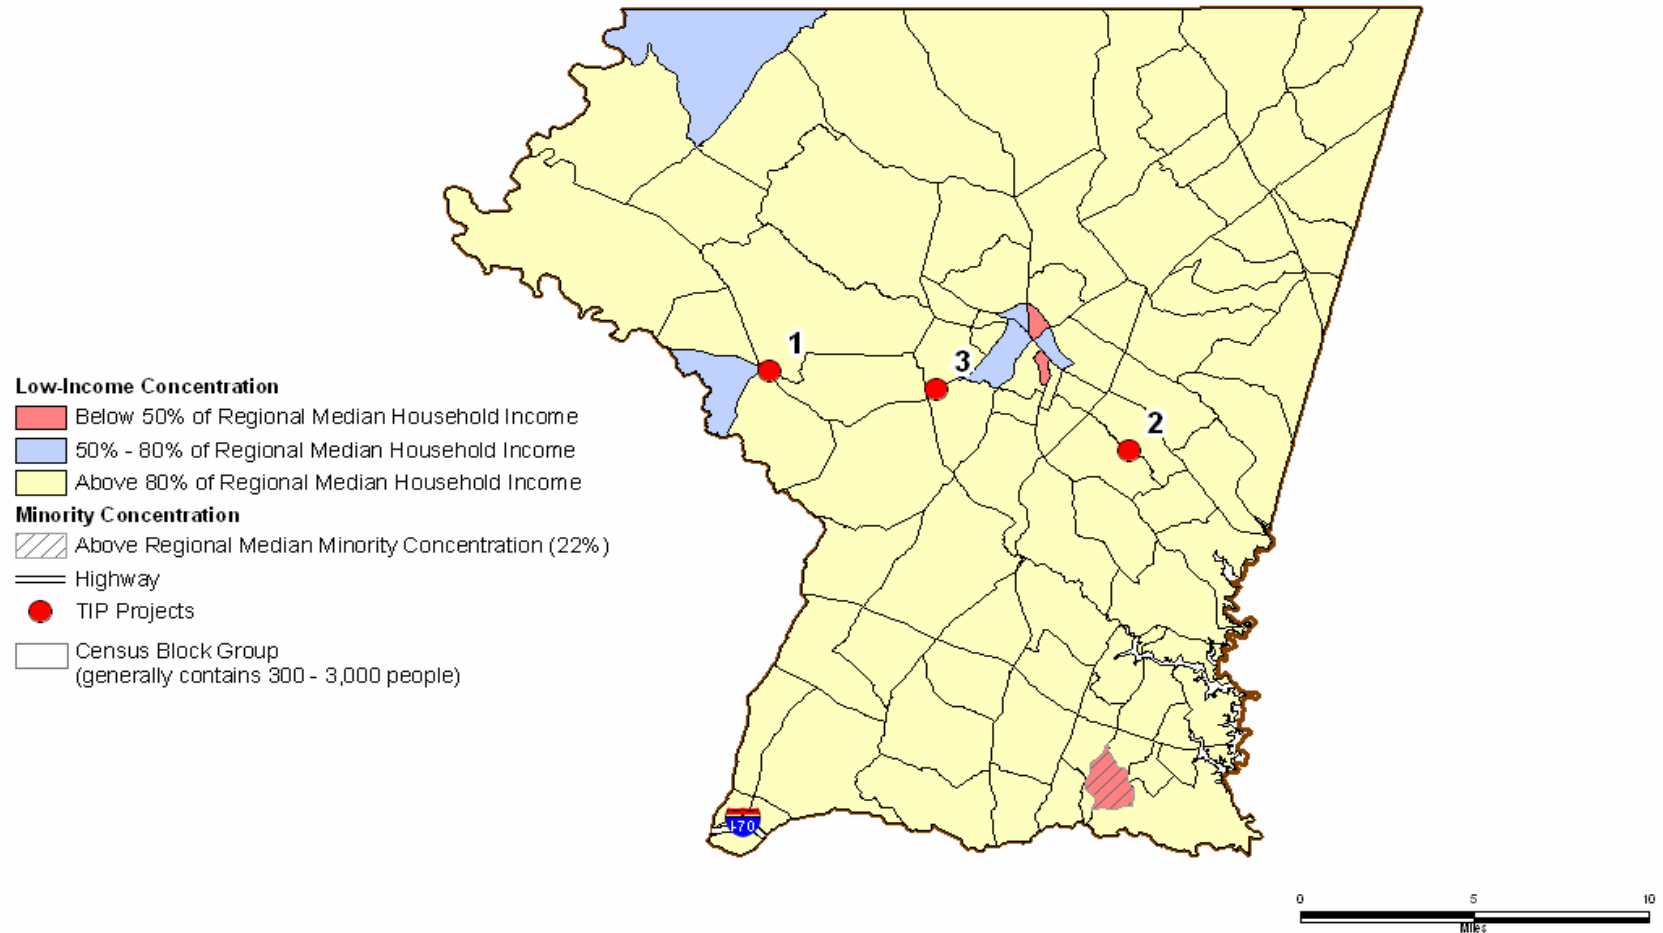 1
3
2
Low-Income Concentration
Below 50% of Regional Median Household Income
50% - 80% of Regional Median Household Income
Above 80% of Regional Median Household Income
Minority Concentration
Above Regional Median Minority Concentration (22%)
Highway
TIP Projects
Census Block Group
(generally contains 300 - 3,000 people)
I-70
0 5 10
Miles